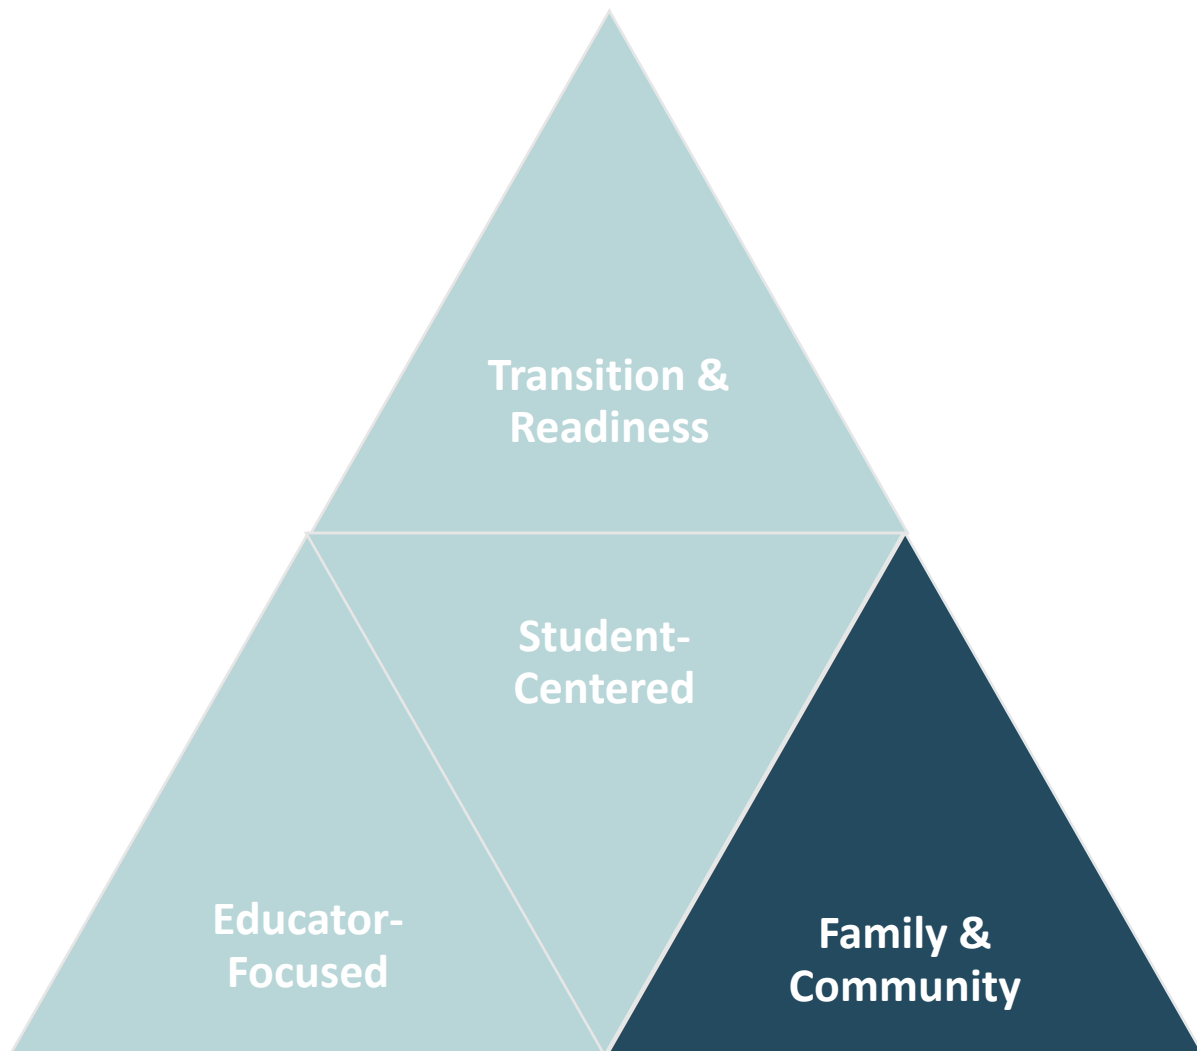 Transition &
Readiness
Student-
Centered
Educator-
Focused
Family &
Community